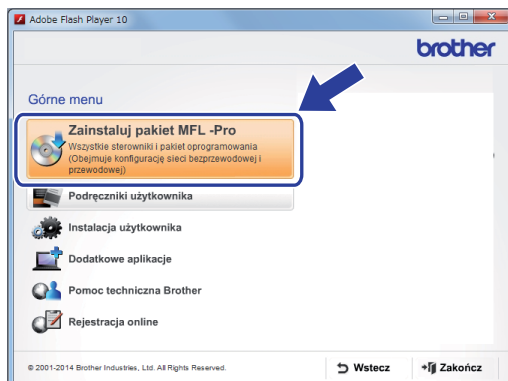 Adobe Flash Player 10
brother
Górne menu
Zainstaluj pakiet MFL -Pro
Wszystkie sterowniki i pakiet oprogramowania
(Obejmuje konfigurację sieci bezprzewodowej i
przewodowej)
Podręczniki użytkownika
Instalacja użytkownika
Dodatkowe aplikacje
Pomoc techniczna Brother
Rejestracja online
© 2001-2014 Brother Industries, Ltd. All Rights Reserved.
Wstecz
Zakończ